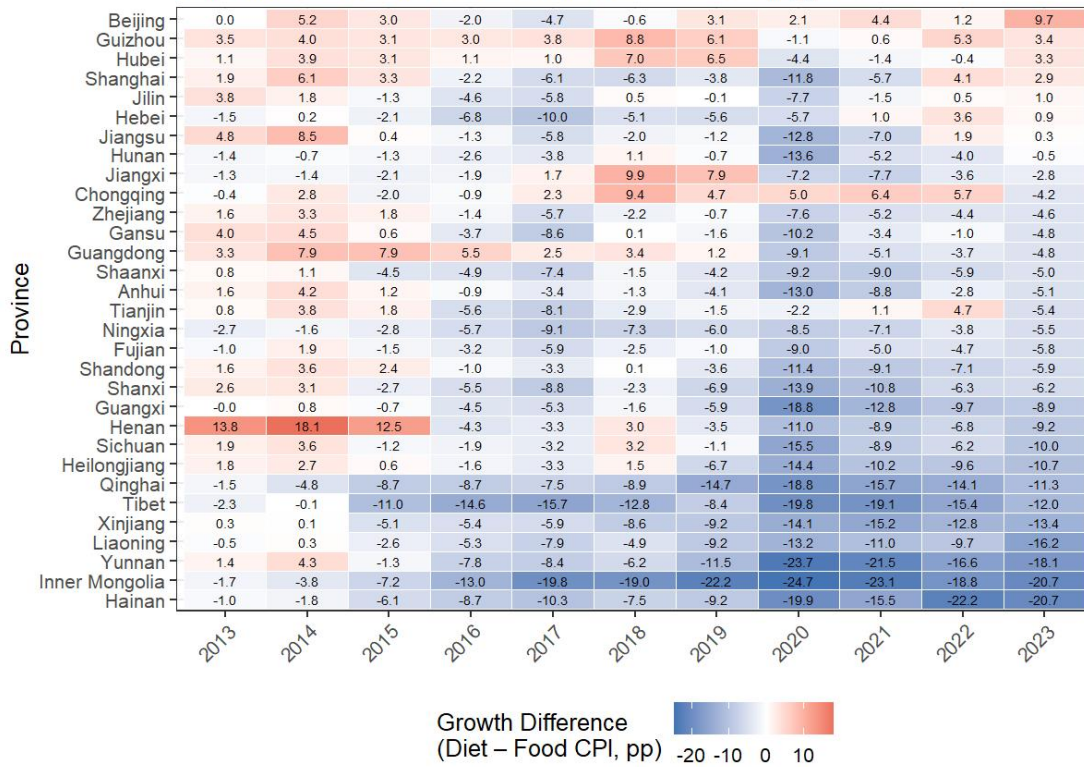 Beijing 0.0 5.2 3.0 -2.0 -4.7 -0.6 3.1 2.1 4.4 1.2 9.7
Guizhou 3.5 4.0 3.1 3.0 3.8 8.8 6.1 -1.1 0.6 5.3 3.4
Hubei 1.1 3.9 3.1 1.1 1.0 7.0 6.5 -4.4 -1.4 -0.4 3.3
Shanghai 1.9 6.1 3.3 -2.2 -6.1 -6.3 -3.8 -11.8 -5.7 4.1 2.9
Jilin 3.8 1.8 -1.3 -4.6 -5.8 0.5 -0.1 -7.7 -1.5 0.5 1.0
Hebei -1.5 0.2 -2.1 -6.8 -10.0 -5.1 -5.6 -5.7 1.0 3.6 0.9
Jiangsu 4.8 8.5 0.4 -1.3 -5.8 -2.0 -1.2 -12.8 -7.0 1.9 0.3
Hunan -1.4 -0.7 -1.3 -2.6 -3.8 1.1 -0.7 -13.6 -5.2 -4.0 -0.5
Jiangxi -1.3 -1.4 -2.1 -1.9 1.7 9.9 7.9 -7.2 -7.7 -3.6 -2.8
Chongqing -0.4 2.8 -2.0 -0.9 2.3 9.4 4.7 5.0 6.4 5.7 -4.2
Zhejiang 1.6 3.3 1.8 -1.4 -5.7 -2.2 -0.7 -7.6 -5.2 -4.4 -4.6
Gansu 4.0 4.5 0.6 -3.7 -8.6 0.1 -1.6 -10.2 -3.4 -1.0 -4.8
Guangdong 3.3 7.9 7.9 5.5 2.5 3.4 1.2 -9.1 -5.1 -3.7 -4.8
Shaanxi 0.8 1.1 -4.5 -4.9 -7.4 -1.5 -4.2 -9.2 -9.0 -5.9 -5.0
Anhui 1.6 4.2 1.2 -0.9 -3.4 -1.3 -4.1 -13.0 -8.8 -2.8 -5.1
Tianjin 0.8 3.8 1.8 -5.6 -8.1 -2.9 -1.5 -2.2 1.1 4.7 -5.4
Ningxia -2.7 -1.6 -2.8 -5.7 -9.1 -7.3 -6.0 -8.5 -7.1 -3.8 -5.5
Fujian -1.0 1.9 -1.5 -3.2 -5.9 -2.5 -1.0 -9.0 -5.0 -4.7 -5.8
Shandong 1.6 3.6 2.4 -1.0 -3.3 0.1 -3.6 -11.4 -9.1 -7.1 -5.9
Shanxi 2.6 3.1 -2.7 -5.5 -8.8 -2.3 -6.9 -13.9 -10.8 -6.3 -6.2
Guangxi -0.0 0.8 -0.7 -4.5 -5.3 -1.6 -5.9 -18.8 -12.8 -9.7 -8.9
Henan 13.8 18.1 12.5 -4.3 -3.3 3.0 -3.5 -11.0 -8.9 -6.8 -9.2
Sichuan 1.9 3.6 -1.2 -1.9 -3.2 3.2 -1.1 -15.5 -8.9 -6.2 -10.0
Heilongjiang 1.8 2.7 0.6 -1.6 -3.3 1.5 -6.7 -14.4 -10.2 -9.6 -10.7
Qinghai -1.5 -4.8 -8.7 -8.7 -7.5 -8.9 -14.7 -18.8 -15.7 -14.1 -11.3
Tibet -2.3 -0.1 -11.0 -14.6 -15.7 -12.8 -8.4 -19.8 -19.1 -15.4 -12.0
Xinjiang 0.3 0.1 -5.1 -5.4 -5.9 -8.6 -9.2 -14.1 -15.2 -12.8 -13.4
Liaoning -0.5 0.3 -2.6 -5.3 -7.9 -4.9 -9.2 -13.2 -11.0 -9.7 -16.2
Yunnan 1.4 4.3 -1.3 -7.8 -8.4 -6.2 -11.5 -23.7 -21.5 -16.6 -18.1
Inner Mongolia -1.7 -3.8 -7.2 -13.0 -19.8 -19.0 -22.2 -24.7 -23.1 -18.8 -20.7
Hainan -1.0 -1.8 -6.1 -8.7 -10.3 -7.5 -9.2 -19.9 -15.5 -22.2 -20.7
Province
2013 2014 2015 2016 2017 2018 2019 2020 2021 2022 2023
Growth Difference
(Diet – Food CPI, pp)
-20 -10 0 10